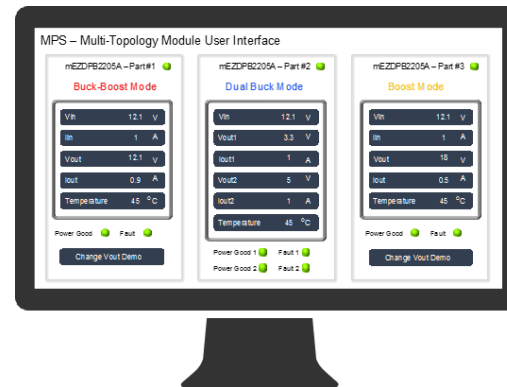 MPS – Multi-Topology Module User Interface
mEZDPB2205A – Part #1
Buck-Boost Mode
Vin 12.1 V
Iin 1 A
Vout 12.1 V
Iout 0.9 A
Temperature 45 °C
Power Good Fault
Change Vout Demo
mEZDPB2205A – Part #2
Dual Buck Mode
Vin 12.1 V
Vout1 3.3 V
Iout1 1 A
Vout2 5 V
Iout2 1 A
Temperature 45 °C
Power Good 1 Fault 1
Power Good 2 Fault 2
mEZDPB2205A – Part #3
Boost Mode
Vin 12.1 V
Iin 1 A
Vout 18 V
Iout 0.5 A
Temperature 45 °C
Power Good Fault
Change Vout Demo